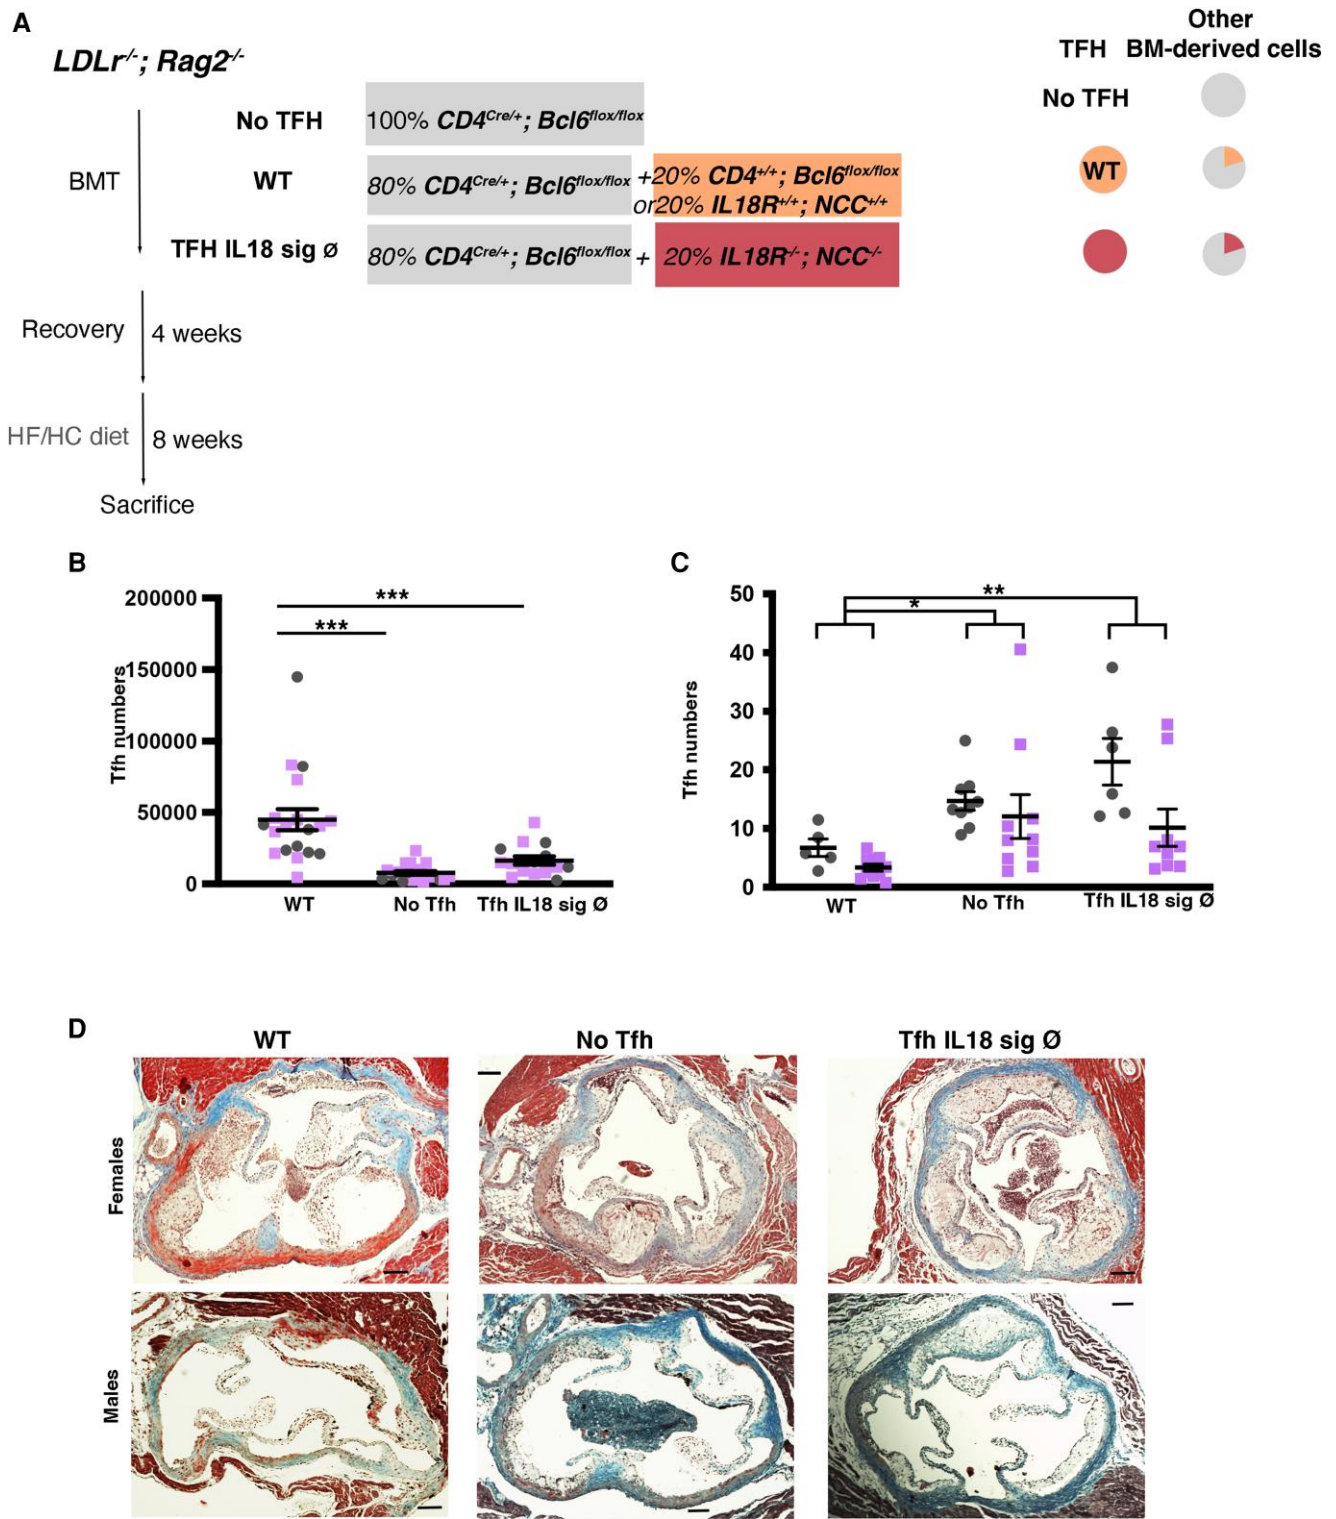 A
LDLr-/-; Rag2-/-
TFH
Other
BM-derived cells
No TFH
100% CD4Cre/+; Bcl6flox/flox
No TFH
BMT
WT
80% CD4Cre/+; Bcl6flox/flox
+20% CD4+/+; Bcl6flox/flox
or20% IL18R+/+; NCC+/+
WT
TFH IL18 sig Ø
80% CD4Cre/+; Bcl6flox/flox
+
20% IL18R-/-; NCC-/-
Recovery
4 weeks
HF/HC diet
8 weeks
Sacrifice
B
Tfh numbers
200000
150000
100000
50000
0
***
***
WT
No Tfh
Tfh IL18 sig Ø
C
Tfh numbers
50
40
30
20
10
0
**
*
WT
No Tfh
Tfh IL18 sig Ø
D
WT
No Tfh
Tfh IL18 sig Ø
Females
Males